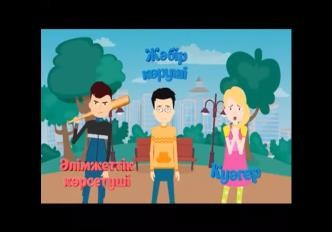 Жәбір
көруші
Әлімжеттік
көрсетуші
Куәгер